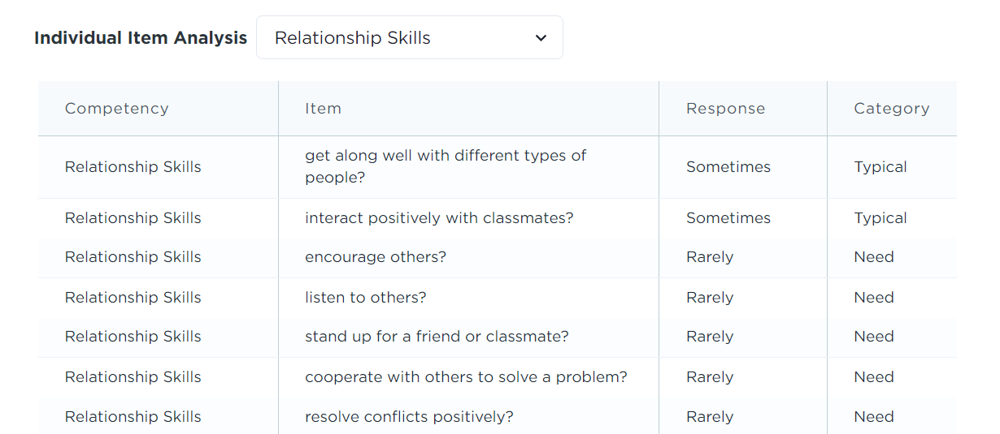 Individual Item Analysis Relationship Skills
Competency Item Response Category
Relationship Skills get along well with different types of people? Sometimes Typical
Relationship Skills interact positively with classmates? Sometimes Typical
Relationship Skills encourage others? Rarely Need
Relationship Skills listen to others? Rarely Need
Relationship Skills stand up for a friend or classmate? Rarely Need
Relationship Skills cooperate with others to solve a problem? Rarely Need
Relationship Skills resolve conflicts positively? Rarely Need